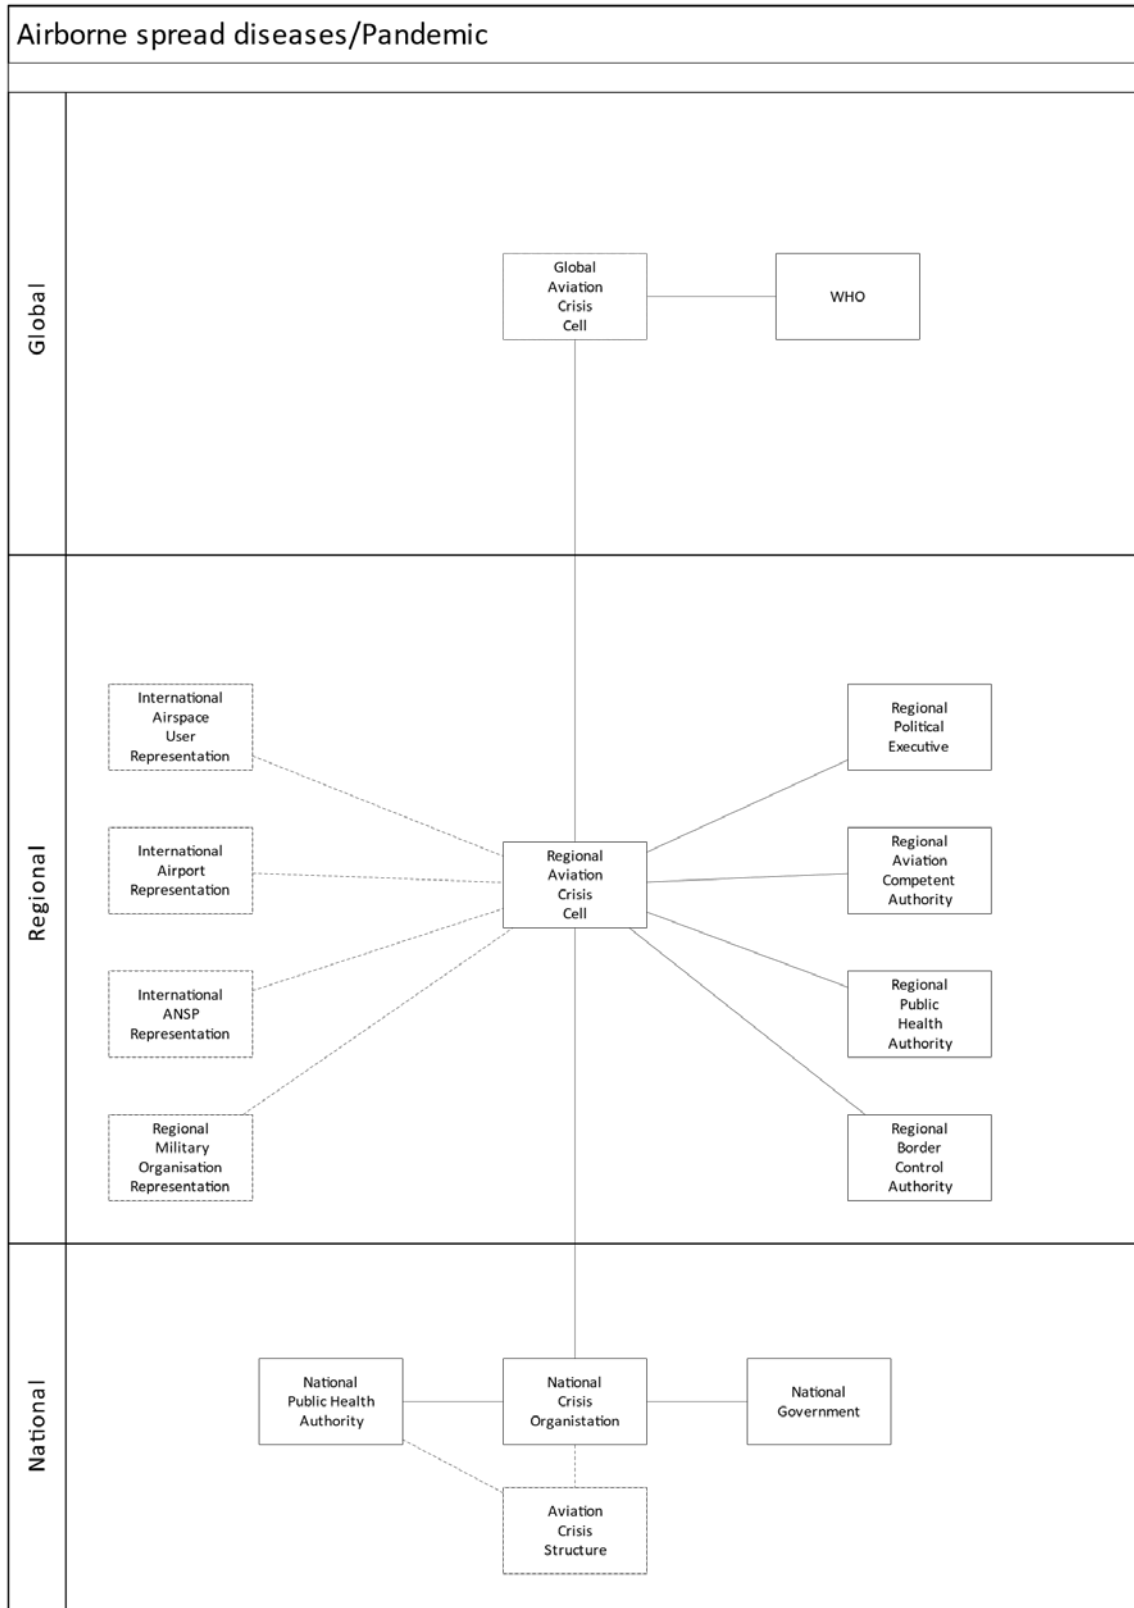 Airborne spread diseases/Pandemic
Global
Global
Aviation
Crisis
Cell
WHO
Regional
International
Airspace
User
Representation
Regional
Political
Executive
International
Airport
Representation
Regional
Aviation
Crisis
Cell
Regional
Aviation
Competent
Authority
International
ANSP
Representation
Regional
Public
Health
Authority
Regional
Military
Organisation
Representation
Regional
Border
Control
Authority
National
National
Public Health
Authority
National
Crisis
Organistation
National
Government
Aviation
Crisis
Structure